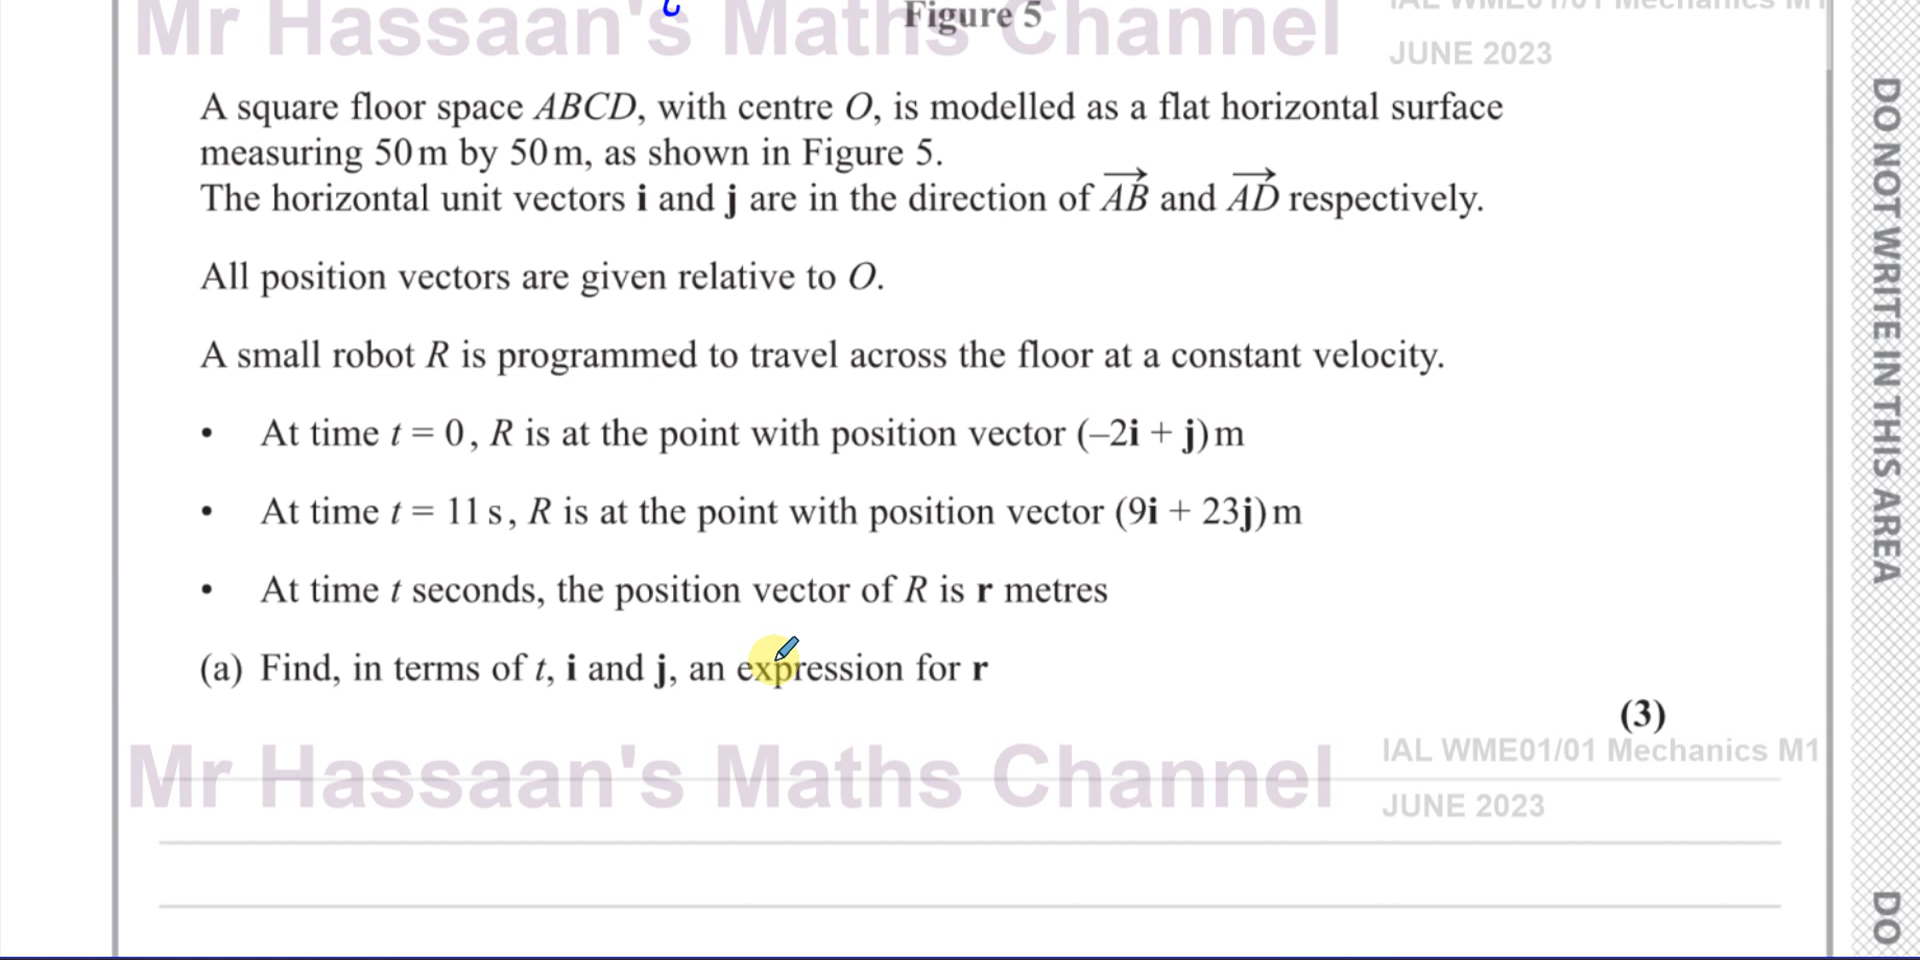 Mr Hassaan's Maths Channel
Figure 5
IAL WME01/01 Mechanics M1
JUNE 2023
A square floor space ABCD, with centre O, is modelled as a flat horizontal surface
measuring 50 m by 50 m, as shown in Figure 5.
The horizontal unit vectors i and j are in the direction of AB and AD respectively.
All position vectors are given relative to O.
A small robot R is programmed to travel across the floor at a constant velocity.
• At time t = 0, R is at the point with position vector (–2i + j) m
• At time t = 11 s, R is at the point with position vector (9i + 23j) m
• At time t seconds, the position vector of R is r metres
(a) Find, in terms of t, i and j, an expression for r
(3)
Mr Hassaan's Maths Channel
IAL WME01/01 Mechanics M1
JUNE 2023
DO NOT WRITE IN THIS AREA
DO